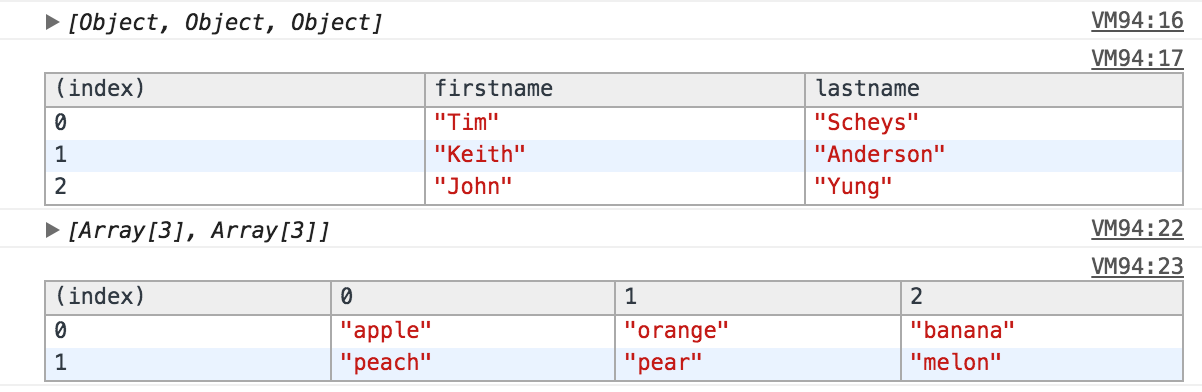 [Object, Object, Object] VM94:16
VM94:17
(index) firstname lastname
0 "Tim" "Scheys"
1 "Keith" "Anderson"
2 "John" "Yung"
[Array[3], Array[3]] VM94:22
VM94:23
(index) 0 1 2
0 "apple" "orange" "banana"
1 "peach" "pear" "melon"